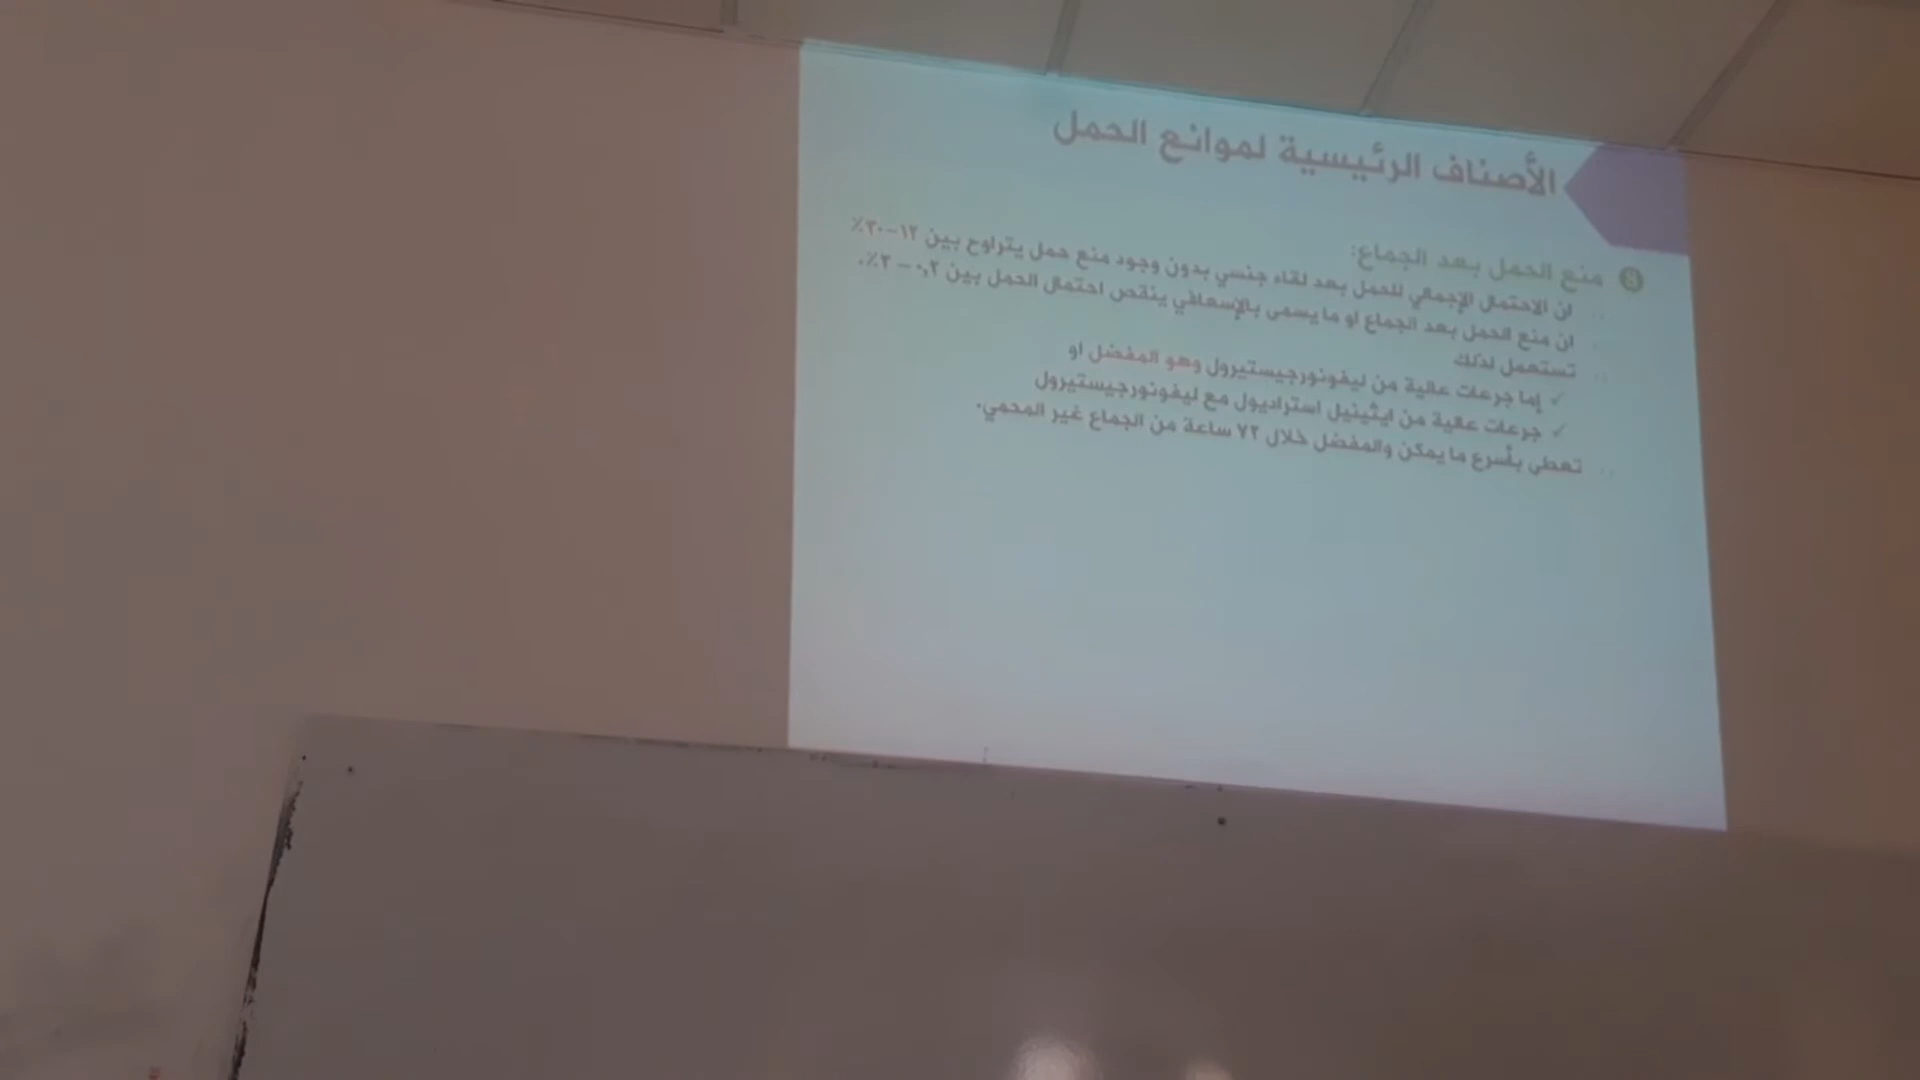 الأصناف الرئيسية لموانع الحمل
8 منع الحمل بعد الجماع:
ان الاحتمال الإجمالي للحمل بعد لقاء جنسي بدون وجود منع حمل يتراوح بين ١٢-٣٠٪
ان منع الحمل بعد الجماع او ما يسمى بالإسعافي ينقص احتمال الحمل بين ٠,٢ - ٣٪.
تستعمل لذلك
✓ إما جرعات عالية من ليفونورجيستيرول وهو المفضل او
✓ جرعات عالية من ايثينيل استراديول مع ليفونورجيستيرول
تعطى بأسرع ما يمكن والمفضل خلال ٧٢ ساعة من الجماع غير المحمي.